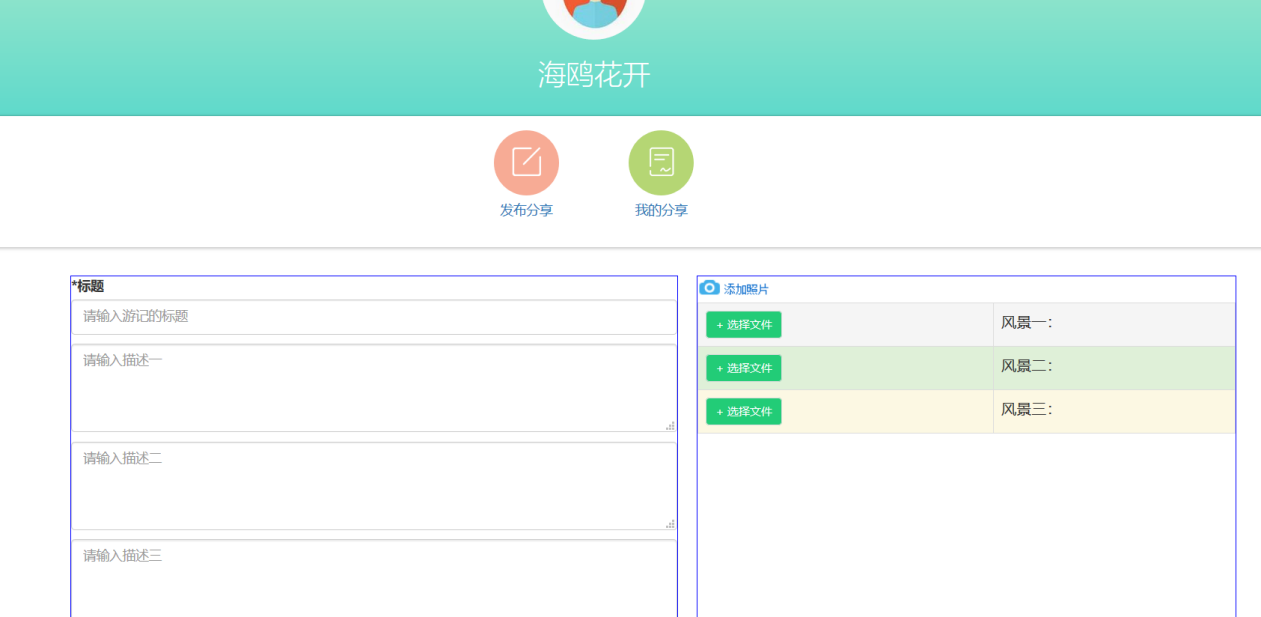 海鸥花开
发布分享
我的分享
*标题
请输入游记的标题
请输入描述一
请输入描述二
请输入描述三
添加照片
+ 选择文件
风景一：
+ 选择文件
风景二：
+ 选择文件
风景三：